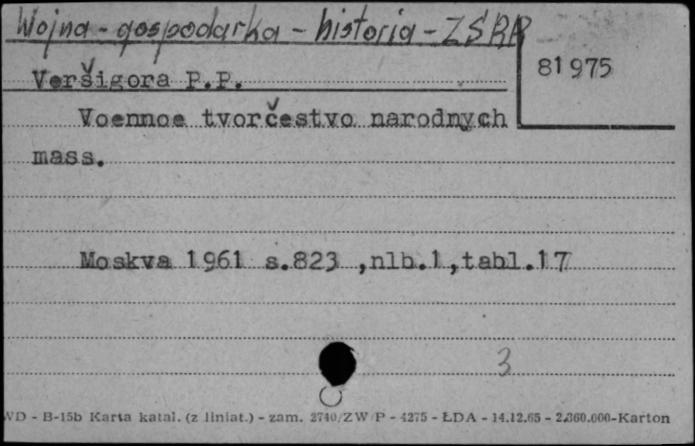 Wojna - gospodarka - historia - ZSRR
81975
Veršigora P.P.
Voennoe tvorčestvo narodnych
mass.
Moskva 1961 s.823 ,nlb.1,tabl.17
3
WD - B-15b Karta katal. (z liniat.) - zam. 2740/ZW/P - 4275 - ŁDA - 14.12.65 - 2.360.000-Karton